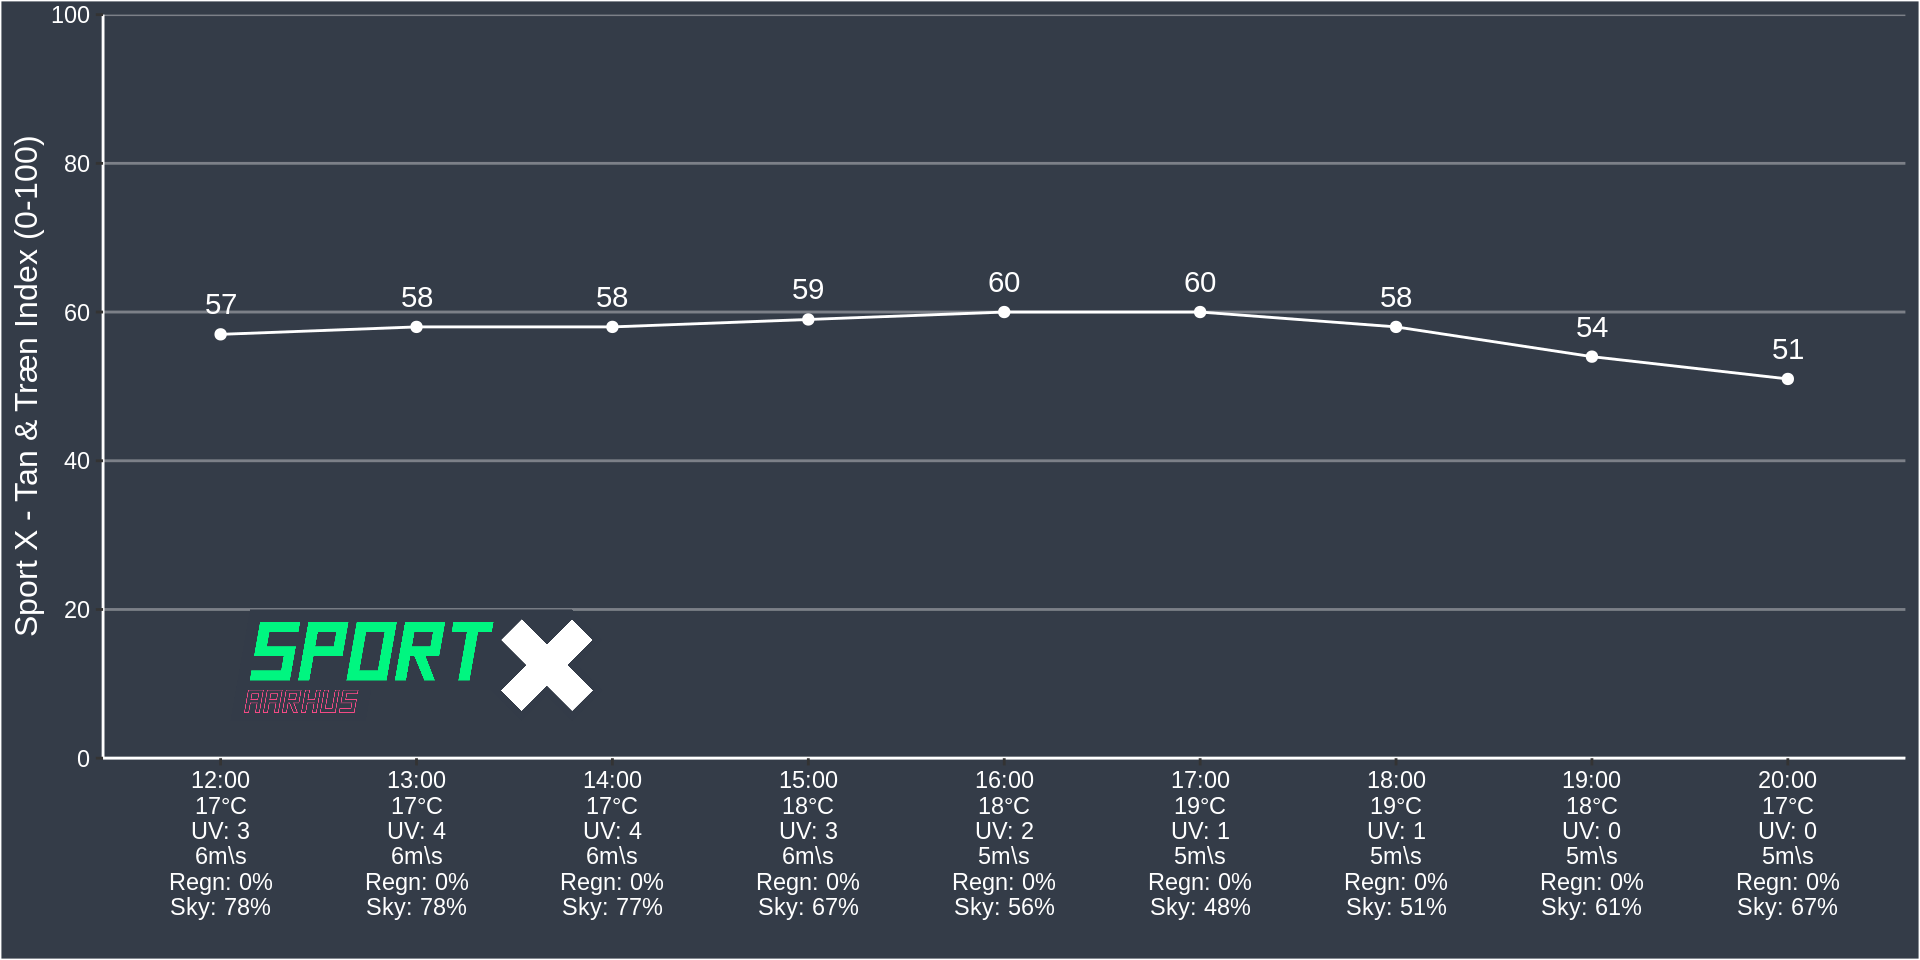 Sport X - Tan & Træn Index (0-100)
100
80
60
40
20
0
57 58 58 59 60 60 58 54 51
SPORT X
AARHUS
12:00 13:00 14:00 15:00 16:00 17:00 18:00 19:00 20:00
17°C 17°C 17°C 18°C 18°C 19°C 19°C 18°C 17°C
UV: 3 UV: 4 UV: 4 UV: 3 UV: 2 UV: 1 UV: 1 UV: 0 UV: 0
6m\s 6m\s 6m\s 6m\s 5m\s 5m\s 5m\s 5m\s 5m\s
Regn: 0% Regn: 0% Regn: 0% Regn: 0% Regn: 0% Regn: 0% Regn: 0% Regn: 0% Regn: 0%
Sky: 78% Sky: 78% Sky: 77% Sky: 67% Sky: 56% Sky: 48% Sky: 51% Sky: 61% Sky: 67%